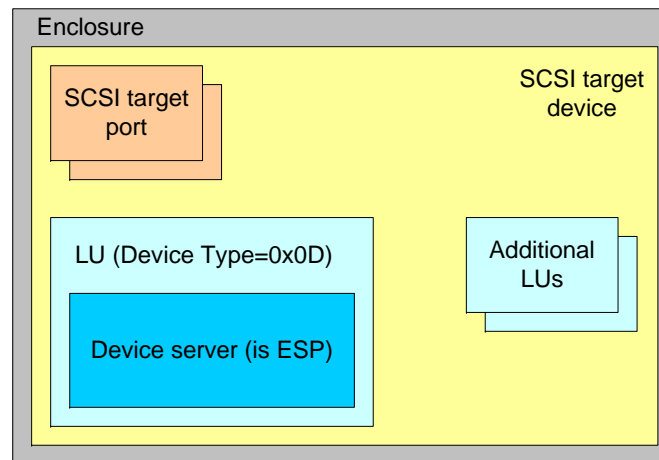 Enclosure
SCSI target
port
SCSI target
device
LU (Device Type=0x0D)
Device server (is ESP)
Additional
LUs